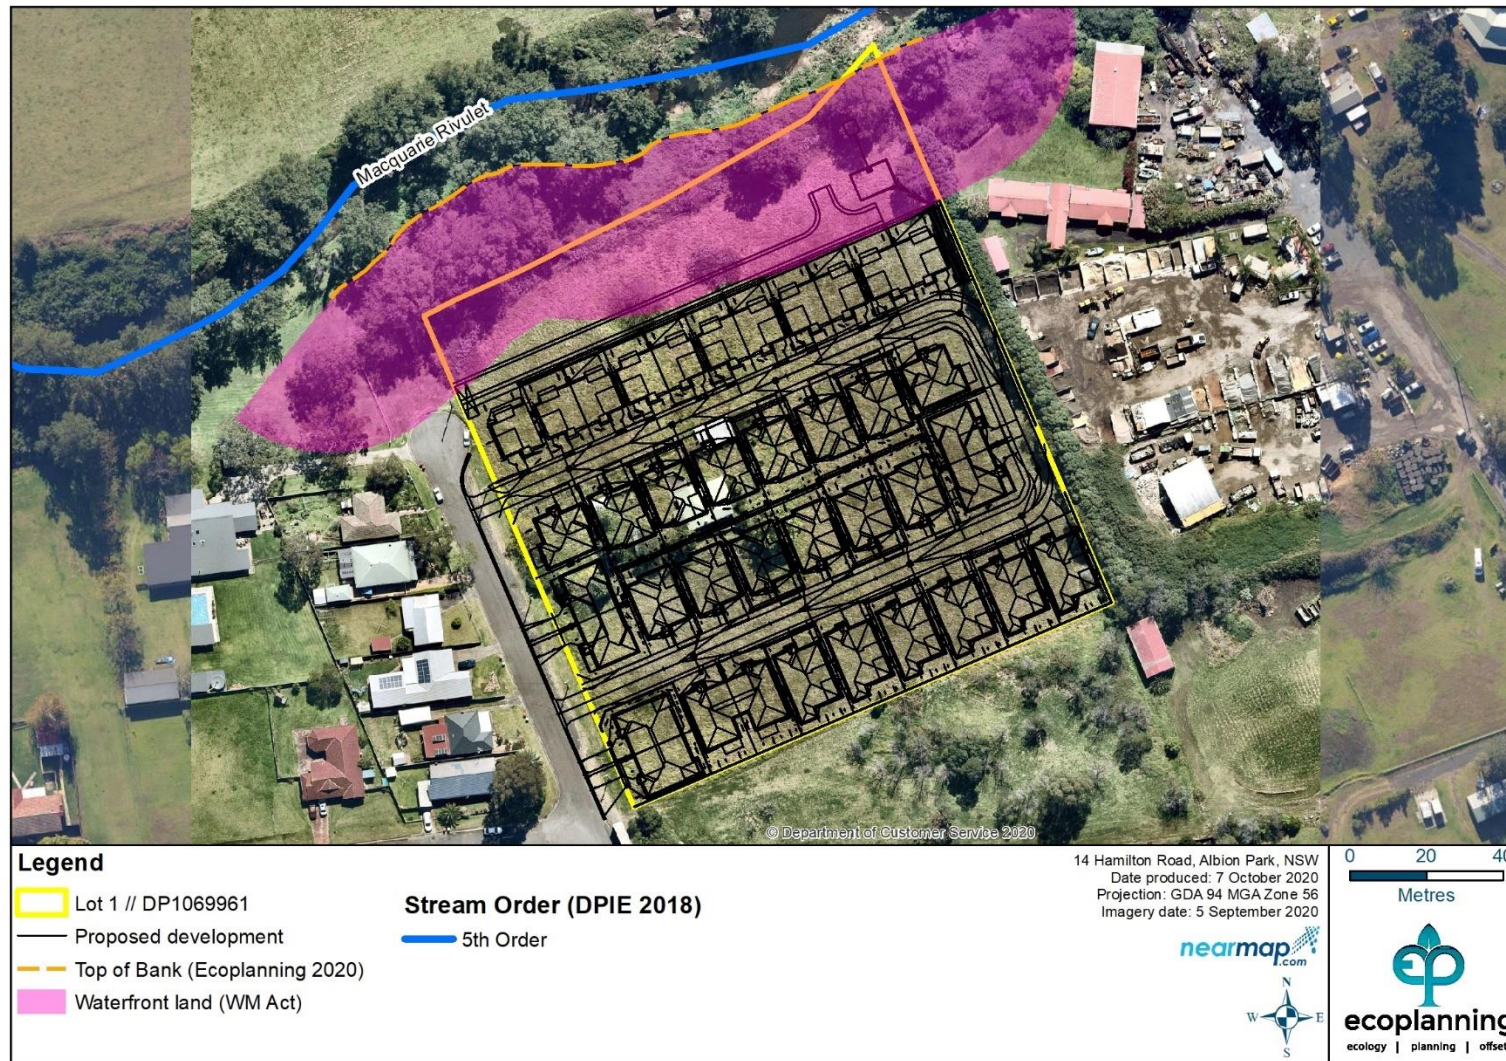 Macquarie Rivulet
© Department of Customer Service 2020
Legend
Lot 1 // DP1069961
Proposed development
Top of Bank (Ecoplanning 2020)
Waterfront land (WM Act)
Stream Order (DPIE 2018)
5th Order
14 Hamilton Road, Albion Park, NSW
Date produced: 7 October 2020
Projection: GDA 94 MGA Zone 56
Imagery date: 5 September 2020
nearmap
.com
N
W E
S
0 20 40
Metres
ep
ecoplanning
ecology | planning | offset